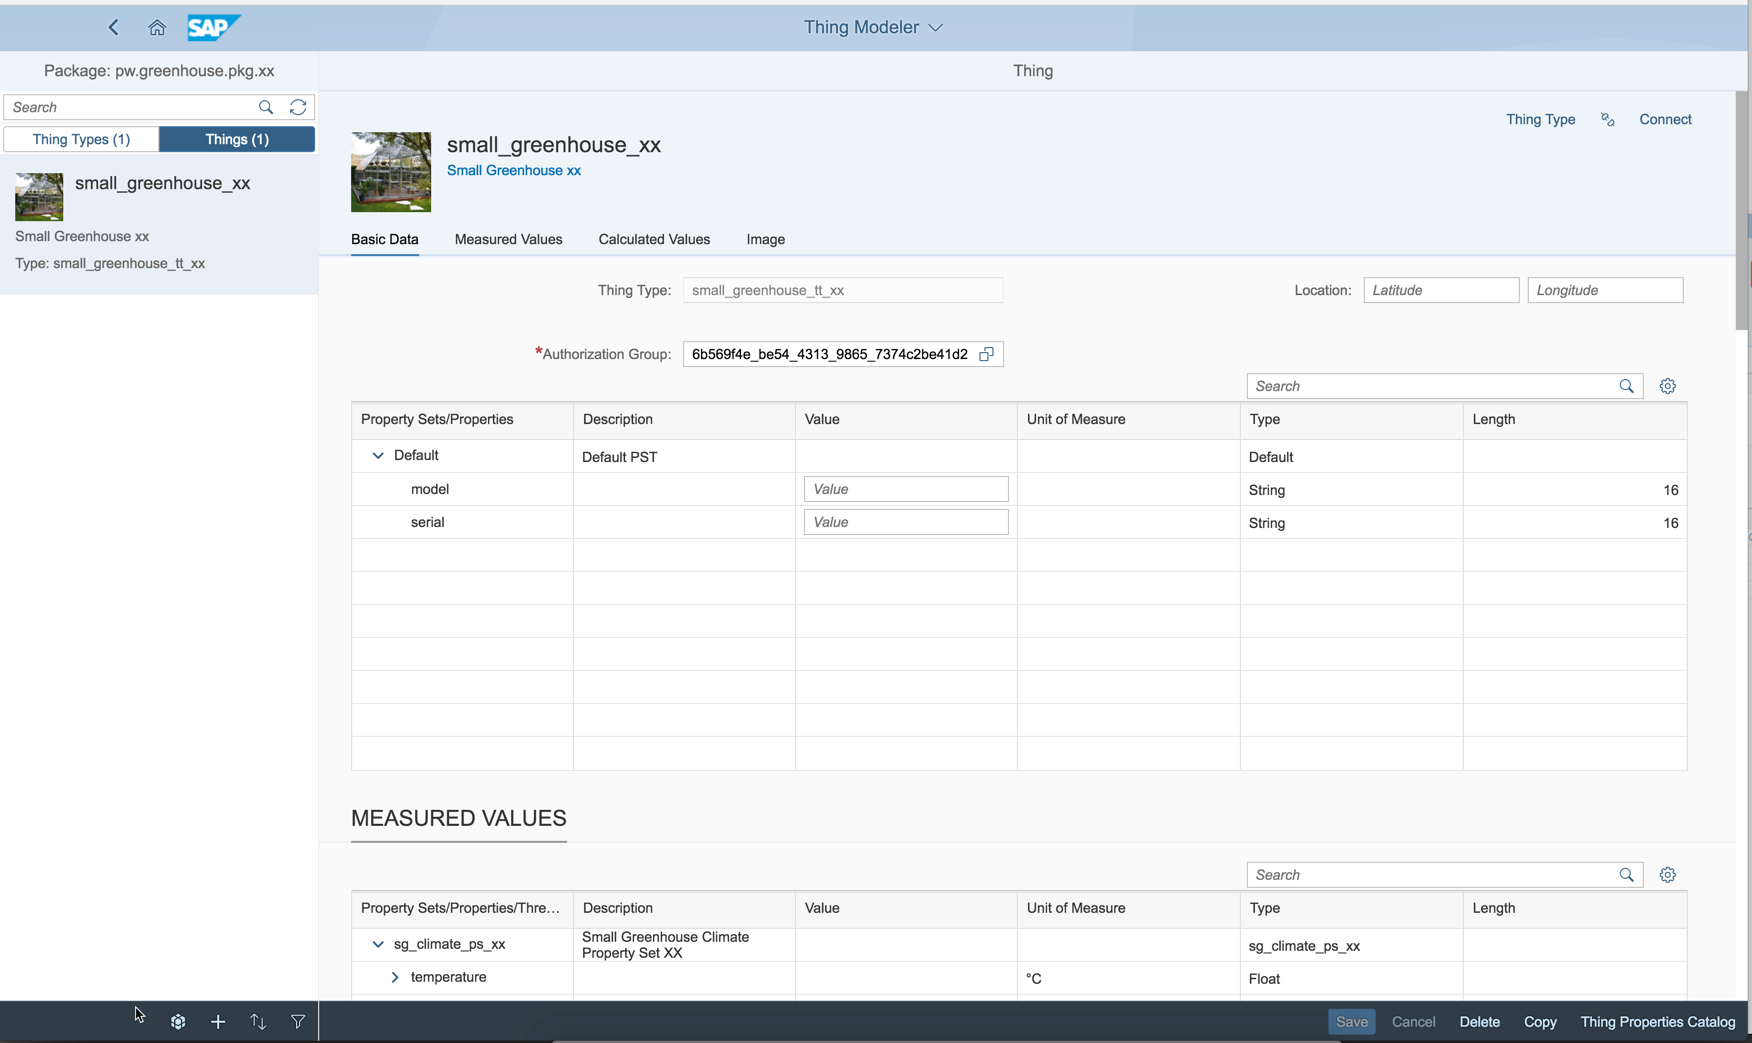 SAP
Thing Modeler
Package: pw.greenhouse.pkg.xx
Thing
Search
Thing Types (1)
Things (1)
small_greenhouse_xx
Small Greenhouse xx
Type: small_greenhouse_tt_xx
Thing Type
Connect
small_greenhouse_xx
Small Greenhouse xx
Basic Data
Measured Values
Calculated Values
Image
Thing Type: small_greenhouse_tt_xx
Location: Latitude Longitude
*Authorization Group: 6b569f4e_be54_4313_9865_7374c2be41d2
Search
Property Sets/Properties Description Value Unit of Measure Type Length
Default Default PST Default
model Value String 16
serial Value String 16
MEASURED VALUES
Search
Property Sets/Properties/Thre... Description Value Unit of Measure Type Length
sg_climate_ps_xx Small Greenhouse Climate sg_climate_ps_xx
Property Set XX
temperature °C Float
Save Cancel Delete Copy Thing Properties Catalog